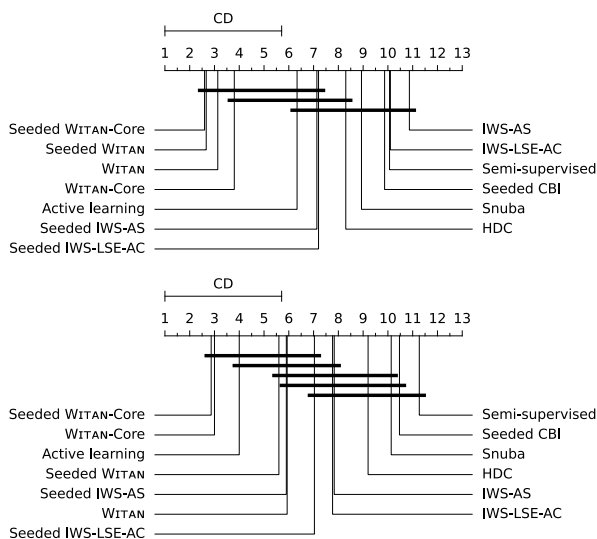 CD
1 2 3 4 5 6 7 8 9 10 11 12 13
Seeded WITAN-CORE IWS-AS
Seeded WITAN IWS-LSE-AC
WITAN Semi-supervised
WITAN-CORE Seeded CBI
Active learning Snuba
Seeded IWS-AS HDC
Seeded IWS-LSE-AC
CD
1 2 3 4 5 6 7 8 9 10 11 12 13
Seeded WITAN-CORE Semi-supervised
WITAN-CORE Seeded CBI
Active learning Snuba
Seeded WITAN HDC
Seeded IWS-AS IWS-AS
WITAN IWS-LSE-AC
Seeded IWS-LSE-AC